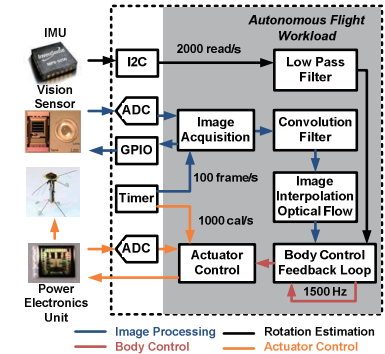 Autonomous Flight
Workload
IMU
I2C
2000 read/s
Low Pass
Filter
Vision
Sensor
ADC
GPIO
Image
Acquisition
Convolution
Filter
100 frame/s
Timer
1000 cal/s
Image
Interpolation
Optical Flow
ADC
Actuator
Control
Body Control
Feedback Loop
1500 Hz
Power
Electronics
Unit
Image Processing
Rotation Estimation
Body Control
Actuator Control